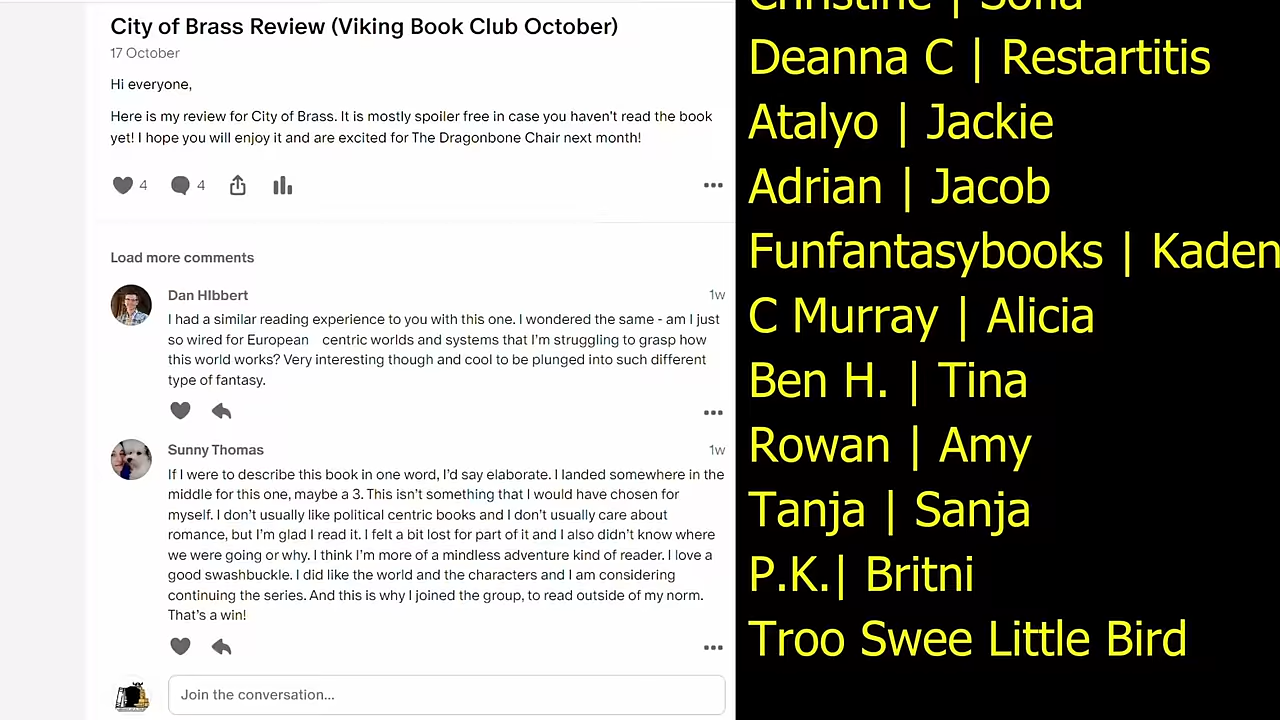 City of Brass Review (Viking Book Club October)
17 October
Hi everyone,
Here is my review for City of Brass. It is mostly spoiler free in case you haven't read the book
yet! I hope you will enjoy it and are excited for The Dragonbone Chair next month!
4 4
Load more comments
Dan HIbbert 1w
I had a similar reading experience to you with this one. I wondered the same - am I just
so wired for European centric worlds and systems that I'm struggling to grasp how
this world works? Very interesting though and cool to be plunged into such different
type of fantasy.
Sunny Thomas 1w
If I were to describe this book in one word, I'd say elaborate. I landed somewhere in the
middle for this one, maybe a 3. This isn't something that I would have chosen for
myself. I don't usually like political centric books and I don't usually care about
romance, but I'm glad I read it. I felt a bit lost for part of it and I also didn't know where
we were going or why. I think I'm more of a mindless adventure kind of reader. I love a
good swashbuckle. I did like the world and the characters and I am considering
continuing the series. And this is why I joined the group, to read outside of my norm.
That's a win!
Join the conversation...
Christine | Sona
Deanna C | Restartitis
Atalyo | Jackie
Adrian | Jacob
Funfantasybooks | Kaden
C Murray | Alicia
Ben H. | Tina
Rowan | Amy
Tanja | Sanja
P.K.| Britni
Troo Swee Little Bird